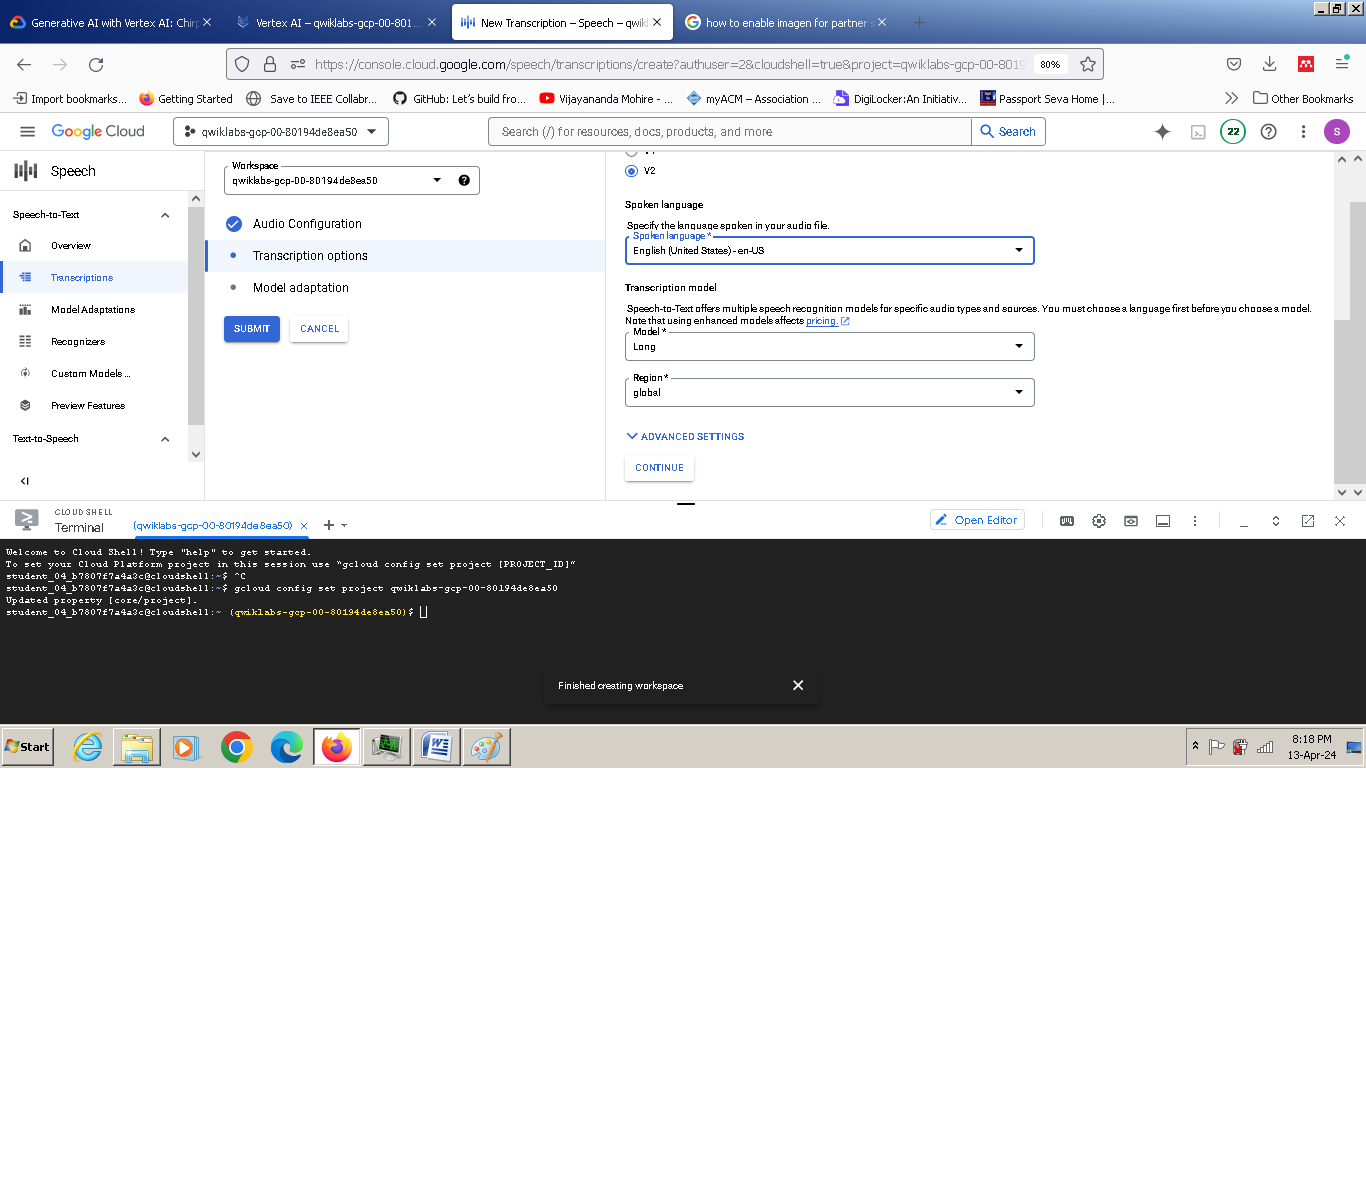 Generative AI with Vertex AI: Chirp
Vertex AI – qwiklabs-gcp-00-801...
New Transcription – Speech – qwikl
how to enable imagen for partner s
https://console.cloud.google.com/speech/transcriptions/create?authuser=2&cloudshell=true&project=qwiklabs-gcp-00-8019
80%
Import bookmarks...
Getting Started
Save to IEEE Collabr...
GitHub: Let's build fro...
Vijayananda Mohire - ...
myACM – Association ...
DigiLocker:An Initiativ...
Passport Seva Home |...
Other Bookmarks
Google Cloud
qwiklabs-gcp-00-80194de8ea50
Search (/) for resources, docs, products, and more
Search
22
S
Speech
Speech-to-Text
Overview
Transcriptions
Model Adaptations
Recognizers
Custom Models ...
Preview Features
Text-to-Speech
Workspace
qwiklabs-gcp-00-80194de8ea50
Audio Configuration
Transcription options
Model adaptation
SUBMIT
CANCEL
V2
Spoken language
Specify the language spoken in your audio file.
Spoken language *
English (United States) - en-US
Transcription model
Speech-to-Text offers multiple speech recognition models for specific audio types and sources. You must choose a language first before you choose a model.
Note that using enhanced models affects pricing.
Model *
Long
Region *
global
ADVANCED SETTINGS
CONTINUE
CLOUD SHELL
Terminal
(qwiklabs-gcp-00-80194de8ea50)
Open Editor
Welcome to Cloud Shell! Type "help" to get started.
To set your Cloud Platform project in this session use “gcloud config set project [PROJECT_ID]”
student_04_b7807f7a4a3c@cloudshell:~$ ^C
student_04_b7807f7a4a3c@cloudshell:~$ gcloud config set project qwiklabs-gcp-00-80194de8ea50
Updated property [core/project].
student_04_b7807f7a4a3c@cloudshell:~ (qwiklabs-gcp-00-80194de8ea50)$
Finished creating workspace
Start
8:18 PM
13-Apr-24